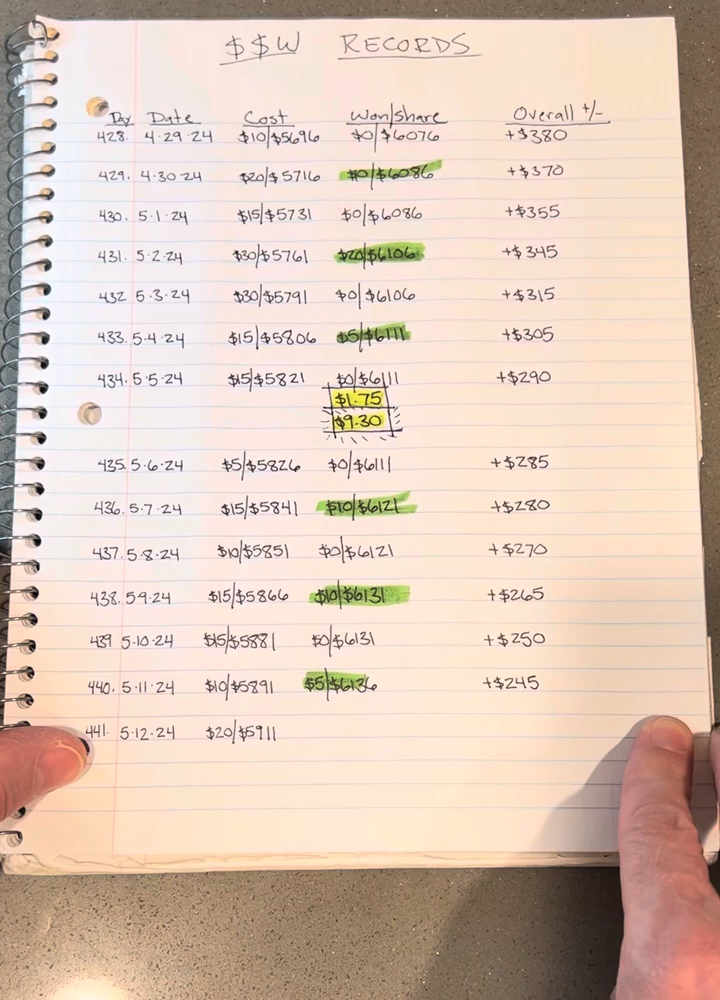 $$W RECORDS
Day Date Cost Won/share Overall +/-
428. 4·29·24 $10/$5696 $0/$6076 +$380
429. 4·30·24 $20/$5716 $0/$6086 +$370
430. 5·1·24 $15/$5731 $0/$6086 +$355
431. 5·2·24 $30/$5761 $20/$6106 +$345
432 5·3·24 $30/$5791 $0/$6106 +$315
433. 5·4·24 $15/$5806 $5/$6111 +$305
434. 5·5·24 $15/$5821 $0/$6111 +$290
$1.75
$9.30
435. 5·6·24 $5/$5826 $0/$6111 +$285
436. 5·7·24 $15/$5841 $10/$6121 +$280
437. 5·8·24 $10/$5851 $0/$6121 +$270
438. 5·9·24 $15/$5866 $10/$6131 +$265
439 5·10·24 $15/$5881 $0/$6131 +$250
440. 5·11·24 $10/$5891 $5/$6136 +$245
441. 5·12·24 $20/$5911